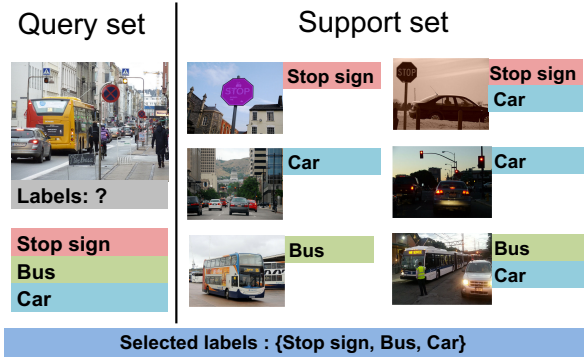 Query set
Support set
Stop sign
STOP
Stop sign
Car
STOP
Labels: ?
Car
Car
Stop sign
Bus
Car
Bus
Bus
Car
Selected labels : {Stop sign, Bus, Car}